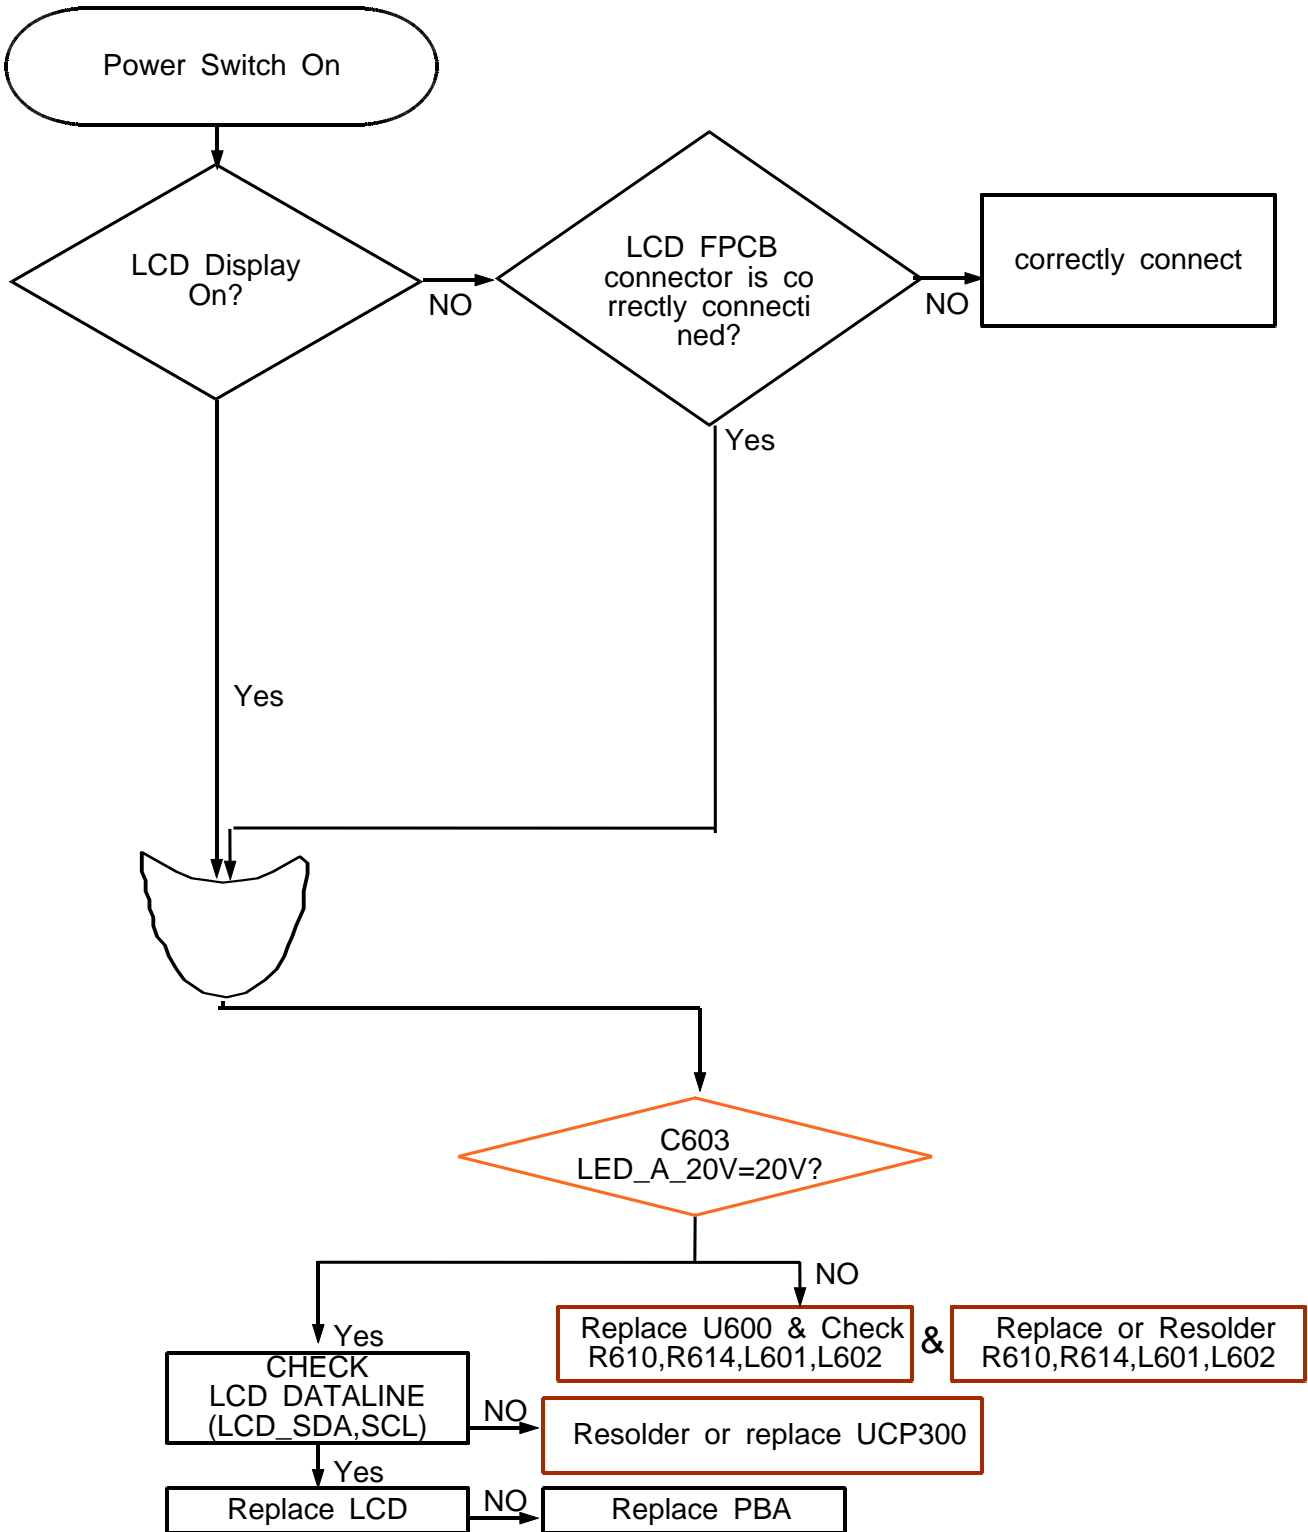 Power Switch On
LCD Display
On?
NO
LCD FPCB
connector is co
rrectly connecti
ned?
NO
correctly connect
Yes
Yes
C603
LED_A_20V=20V?
NO
Yes
Replace U600 & Check
R610,R614,L601,L602
&
Replace or Resolder
R610,R614,L601,L602
CHECK
LCD DATALINE
(LCD_SDA,SCL)
NO
Resolder or replace UCP300
Yes
Replace LCD
NO
Replace PBA